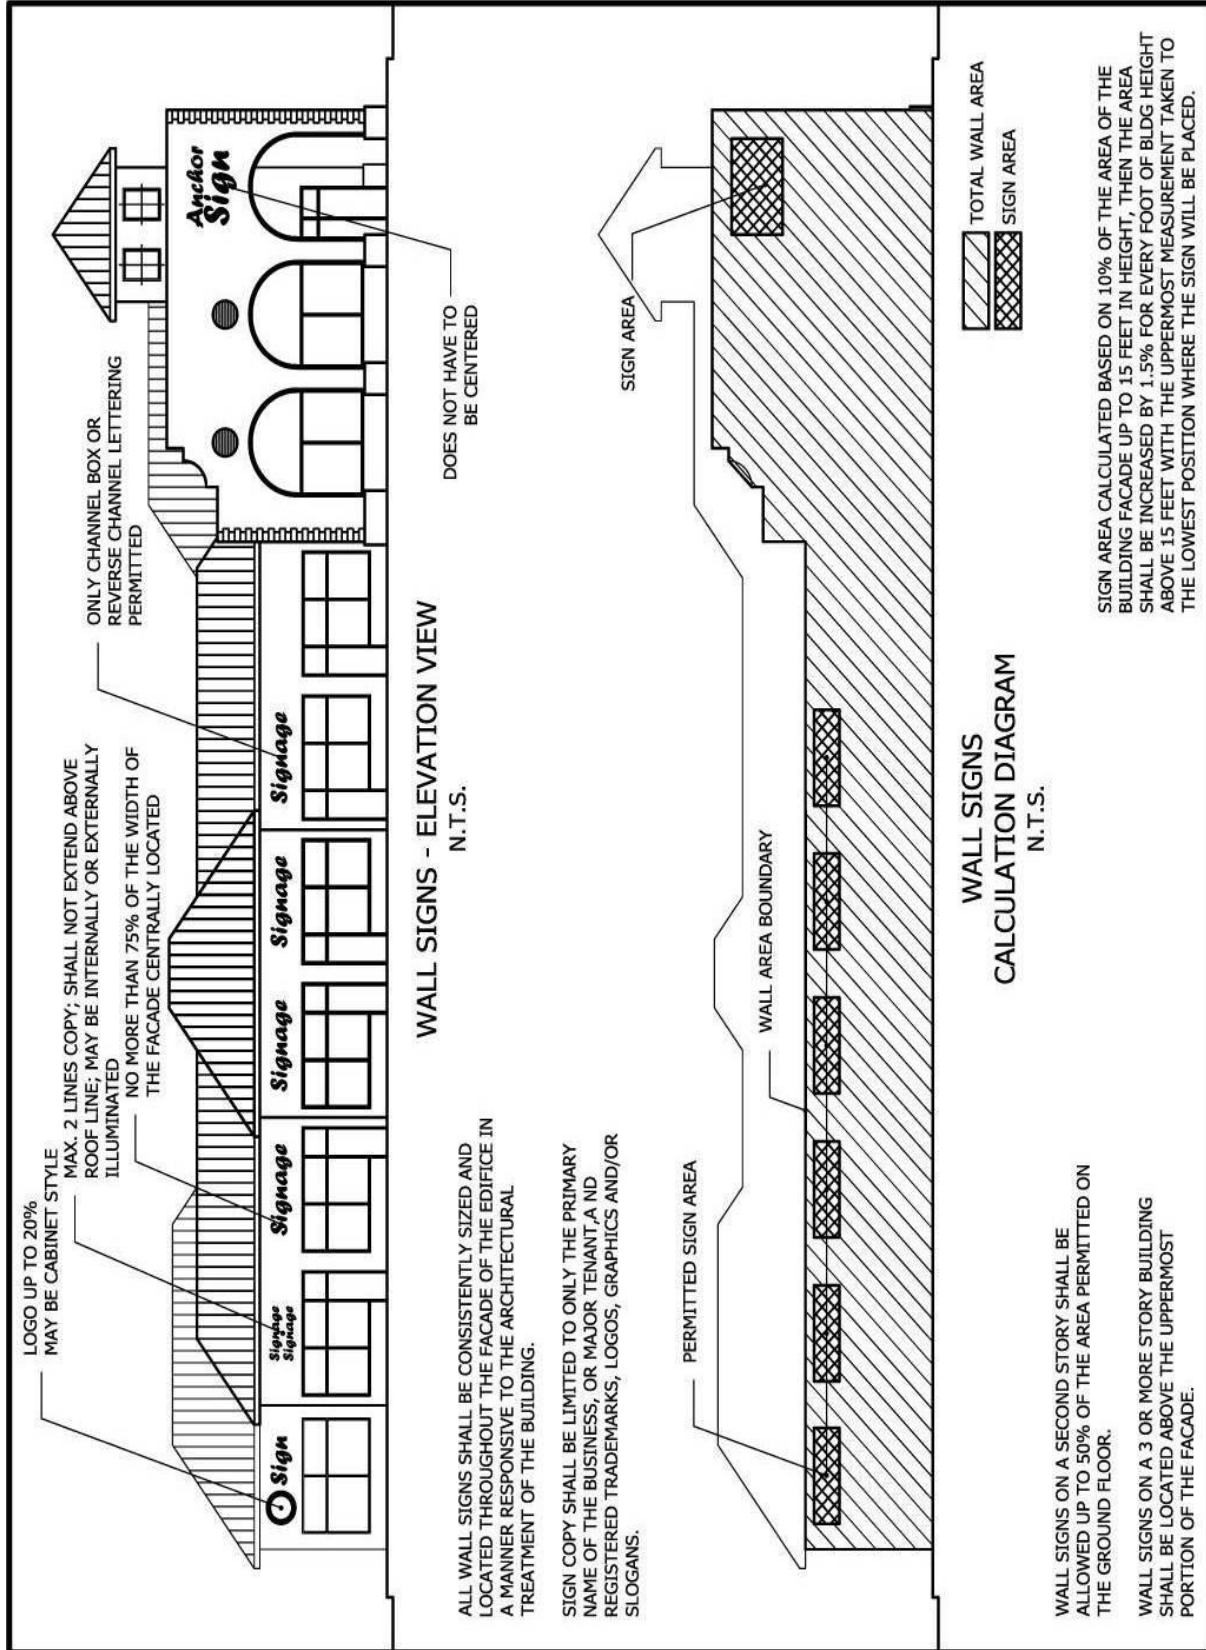 LOGO UP TO 20%
MAY BE CABINET STYLE
MAX. 2 LINES COPY; SHALL NOT EXTEND ABOVE
ROOF LINE; MAY BE INTERNALLY OR EXTERNALLY
ILLUMINATED
NO MORE THAN 75% OF THE WIDTH OF
THE FACADE CENTRALLY LOCATED
ONLY CHANNEL BOX OR
REVERSE CHANNEL LETTERING
PERMITTED
Sign
Signage
Signage
Signage
Signage
Signage
Signage
Anchor
Sign
DOES NOT HAVE TO
BE CENTERED
WALL SIGNS - ELEVATION VIEW
N.T.S.
ALL WALL SIGNS SHALL BE CONSISTENTLY SIZED AND
LOCATED THROUGHOUT THE FACADE OF THE EDIFICE IN
A MANNER RESPONSIVE TO THE ARCHITECTURAL
TREATMENT OF THE BUILDING.
SIGN COPY SHALL BE LIMITED TO ONLY THE PRIMARY
NAME OF THE BUSINESS, OR MAJOR TENANT,A ND
REGISTERED TRADEMARKS, LOGOS, GRAPHICS AND/OR
SLOGANS.
PERMITTED SIGN AREA
WALL AREA BOUNDARY
SIGN AREA
WALL SIGNS
CALCULATION DIAGRAM
N.T.S.
TOTAL WALL AREA
SIGN AREA
WALL SIGNS ON A SECOND STORY SHALL BE
ALLOWED UP TO 50% OF THE AREA PERMITTED ON
THE GROUND FLOOR.
WALL SIGNS ON A 3 OR MORE STORY BUILDING
SHALL BE LOCATED ABOVE THE UPPERMOST
PORTION OF THE FACADE.
SIGN AREA CALCULATED BASED ON 10% OF THE AREA OF THE
BUILDING FACADE UP TO 15 FEET IN HEIGHT, THEN THE AREA
SHALL BE INCREASED BY 1.5% FOR EVERY FOOT OF BLDG HEIGHT
ABOVE 15 FEET WITH THE UPPERMOST MEASUREMENT TAKEN TO
THE LOWEST POSITION WHERE THE SIGN WILL BE PLACED.